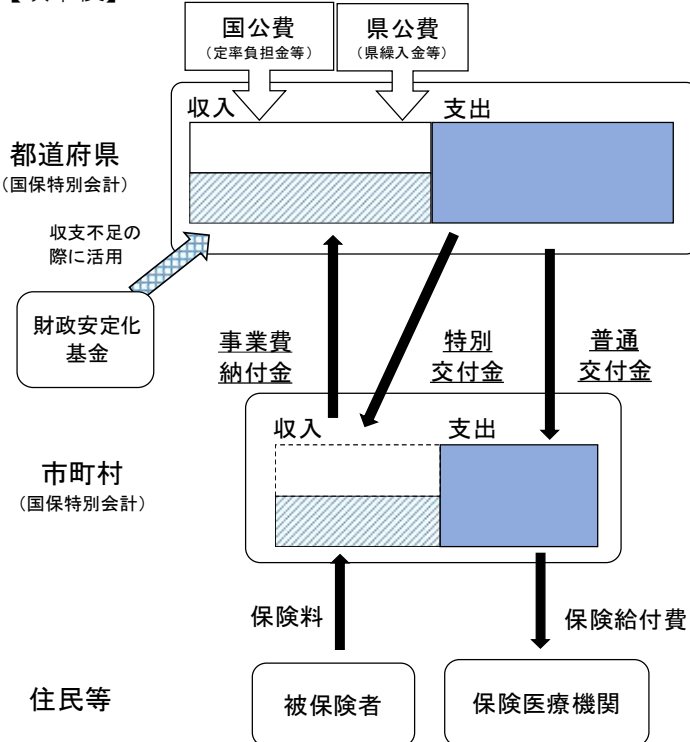 国公費
（定率負担金等）
県公費
（県繰入金等）
収入
支出
都道府県
（国保特別会計）
収支不足の
際に活用
財政安定化
基金
事業費
納付金
特別
交付金
普通
交付金
収入
支出
市町村
（国保特別会計）
保険料
保険給付費
住民等
被保険者
保険医療機関